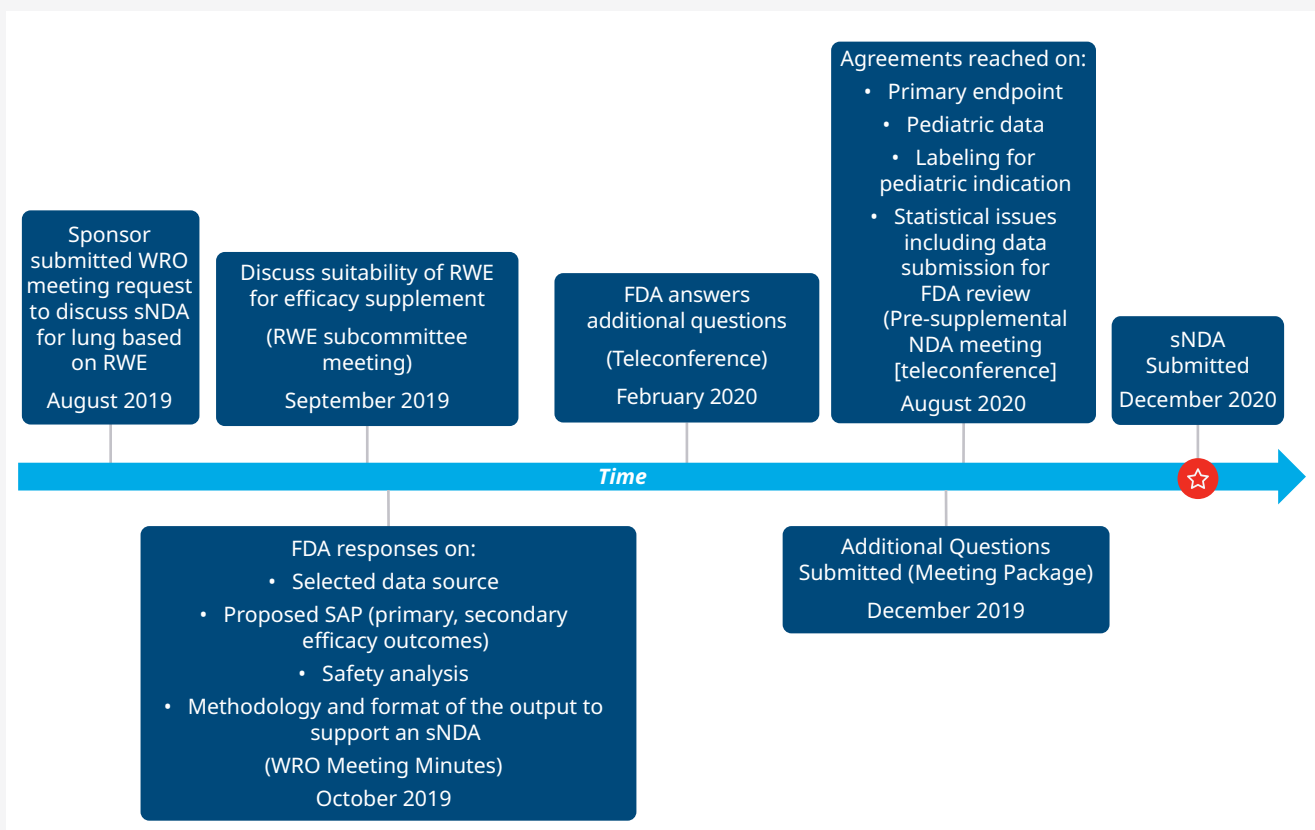 Sponsor
submitted WRO
meeting request
to discuss sNDA
for lung based
on RWE
August 2019
Discuss suitability of RWE
for efficacy supplement
(RWE subcommittee
meeting)
September 2019
FDA answers
additional questions
(Teleconference)
February 2020
Agreements reached on:
• Primary endpoint
• Pediatric data
• Labeling for
pediatric indication
• Statistical issues
including data
submission for
FDA review
(Pre-supplemental
NDA meeting
[teleconference]
August 2020
sNDA
Submitted
December 2020
Time
FDA responses on:
• Selected data source
• Proposed SAP (primary, secondary
efficacy outcomes)
• Safety analysis
• Methodology and format of the output to
support an sNDA
(WRO Meeting Minutes)
October 2019
Additional Questions
Submitted (Meeting Package)
December 2019